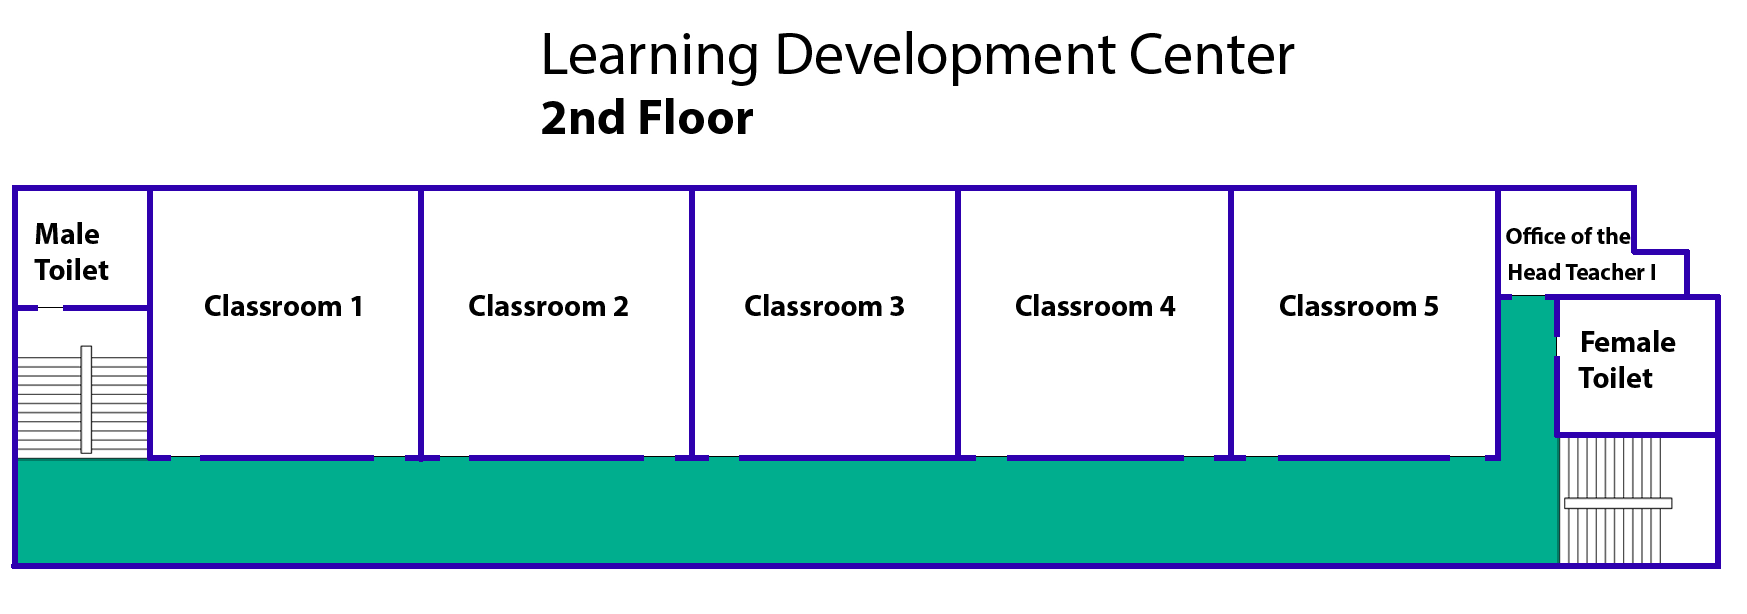 Learning Development Center
2nd Floor
Male
Toilet
Classroom 1
Classroom 2
Classroom 3
Classroom 4
Classroom 5
Office of the
Head Teacher I
Female
Toilet